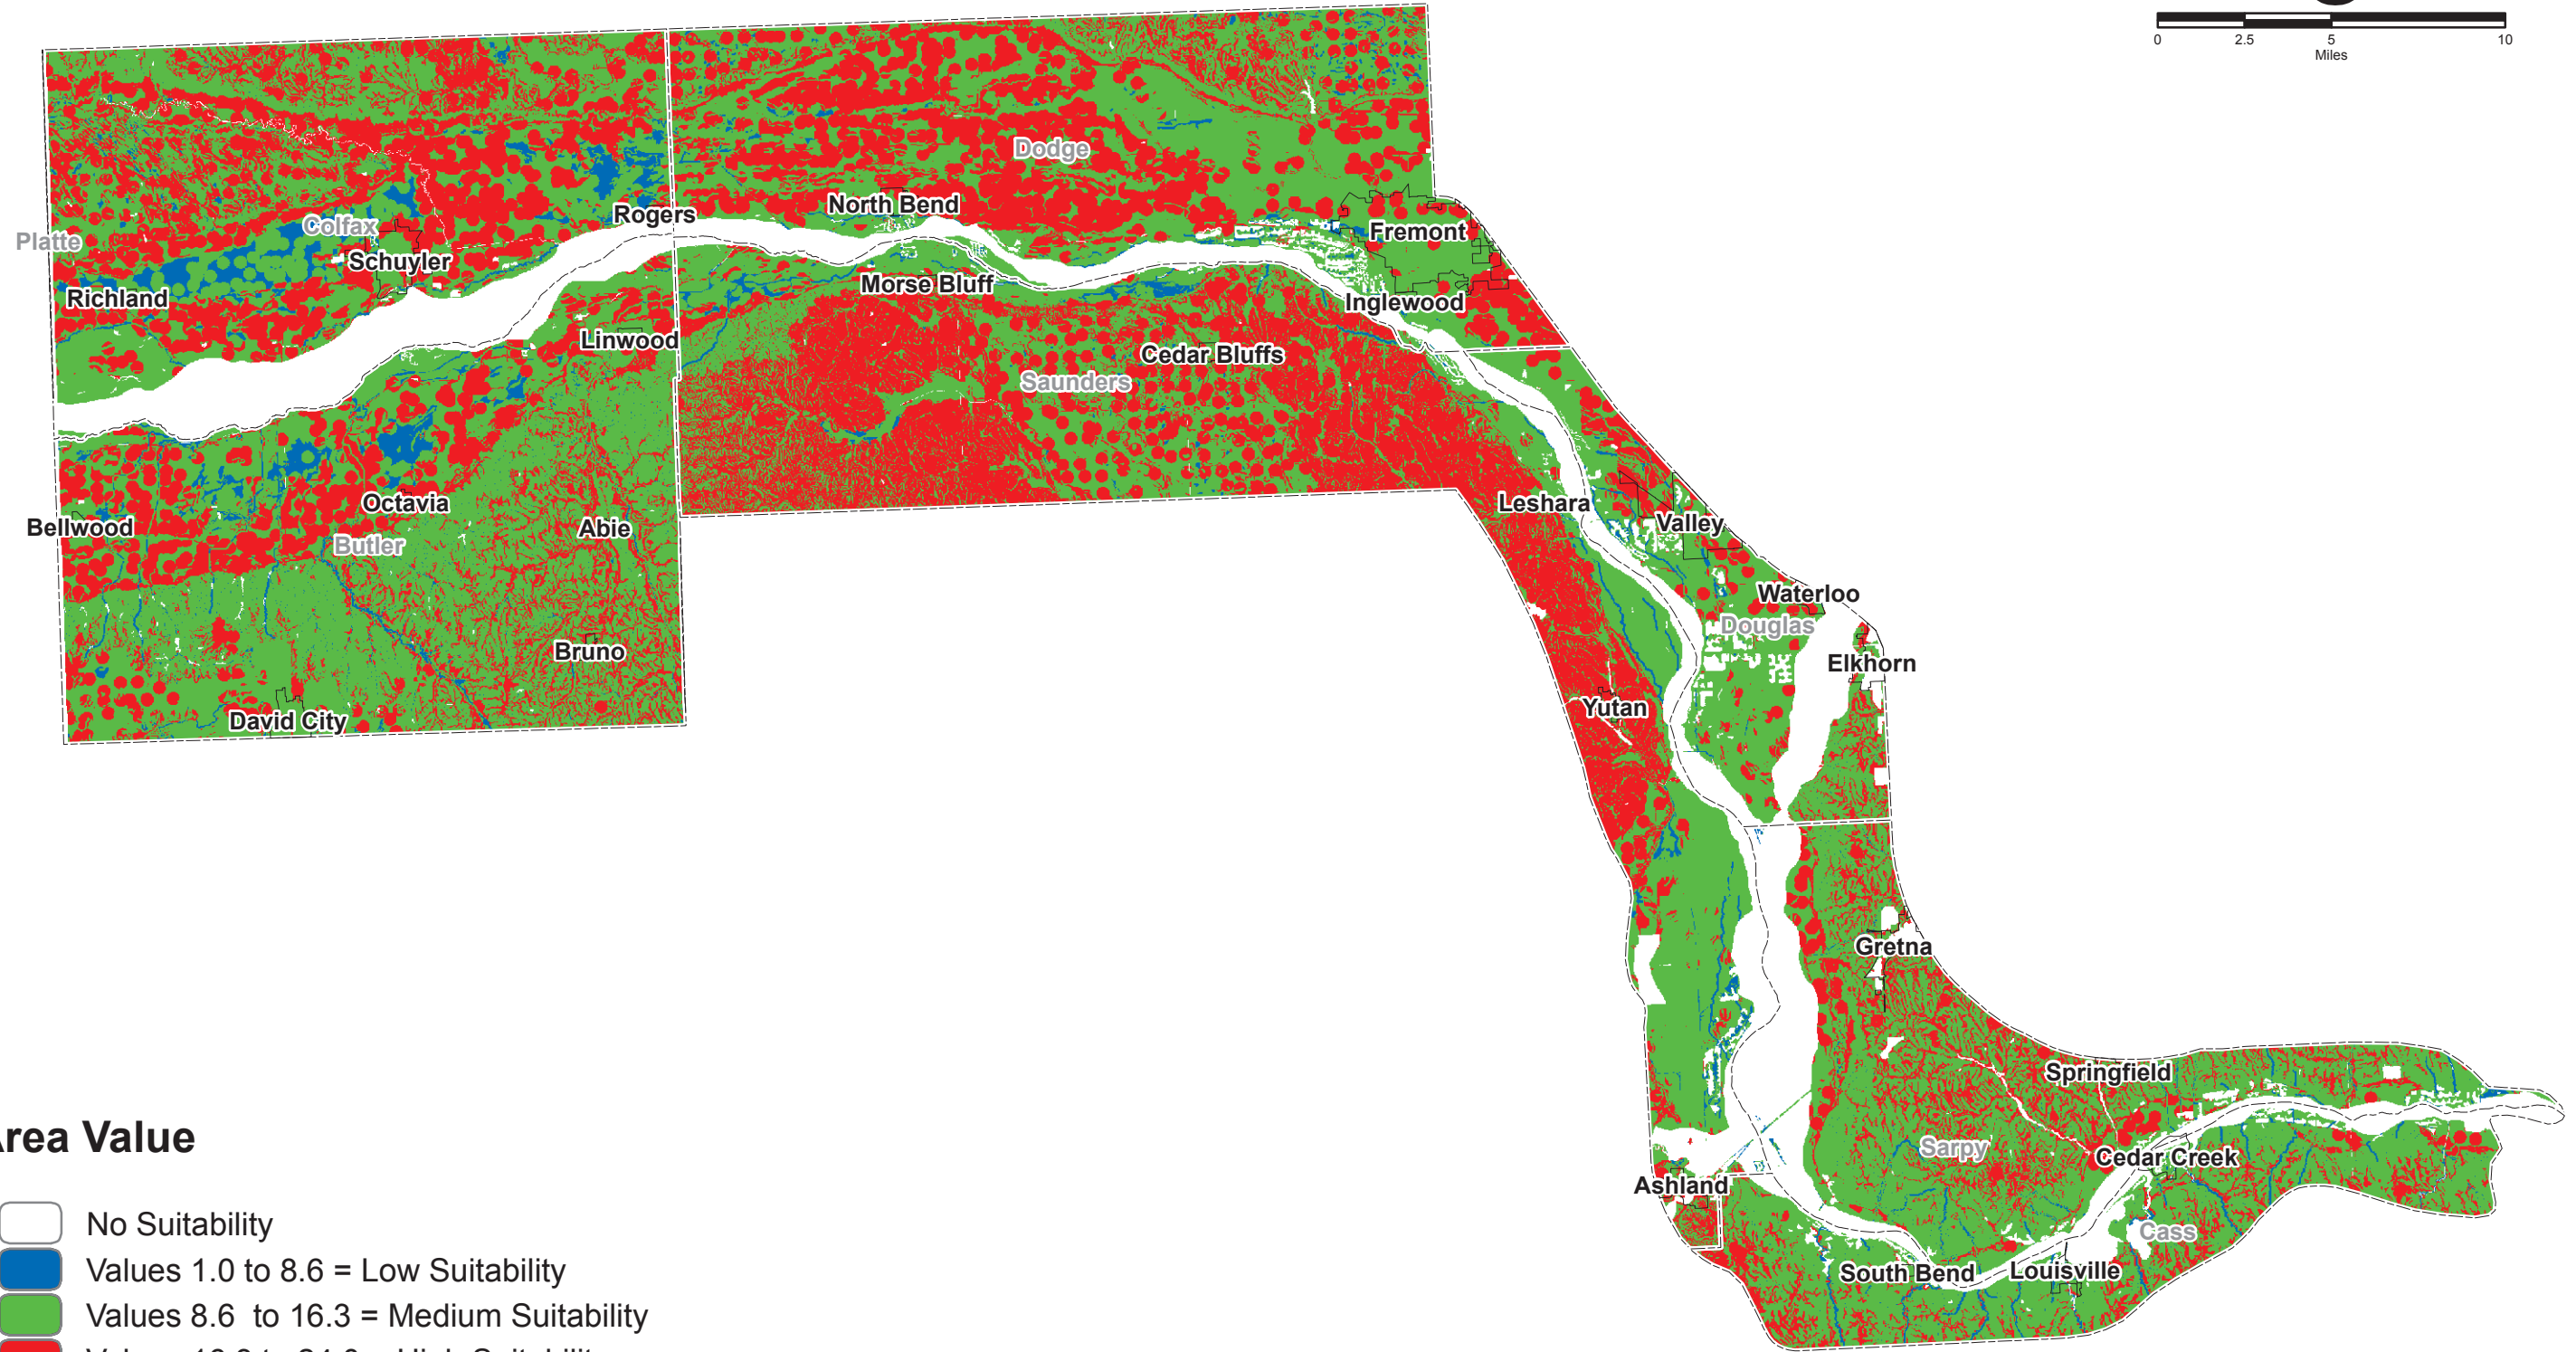 0 2.5 5 10
Miles
Dodge
North Bend
Rogers
Fremont
Platte
Colfax
Schuyler
Richland
Morse Bluff
Inglewood
Linwood
Cedar Bluffs
Saunders
Octavia
Leshara
Bellwood
Abie
Valley
Butler
Waterloo
Douglas
Bruno
Elkhorn
Yutan
David City
Gretna
Springfield
Sarpy
Cedar Creek
Ashland
Cass
South Bend
Louisville
Area Value
No Suitability
Values 1.0 to 8.6 = Low Suitability
Values 8.6 to 16.3 = Medium Suitability